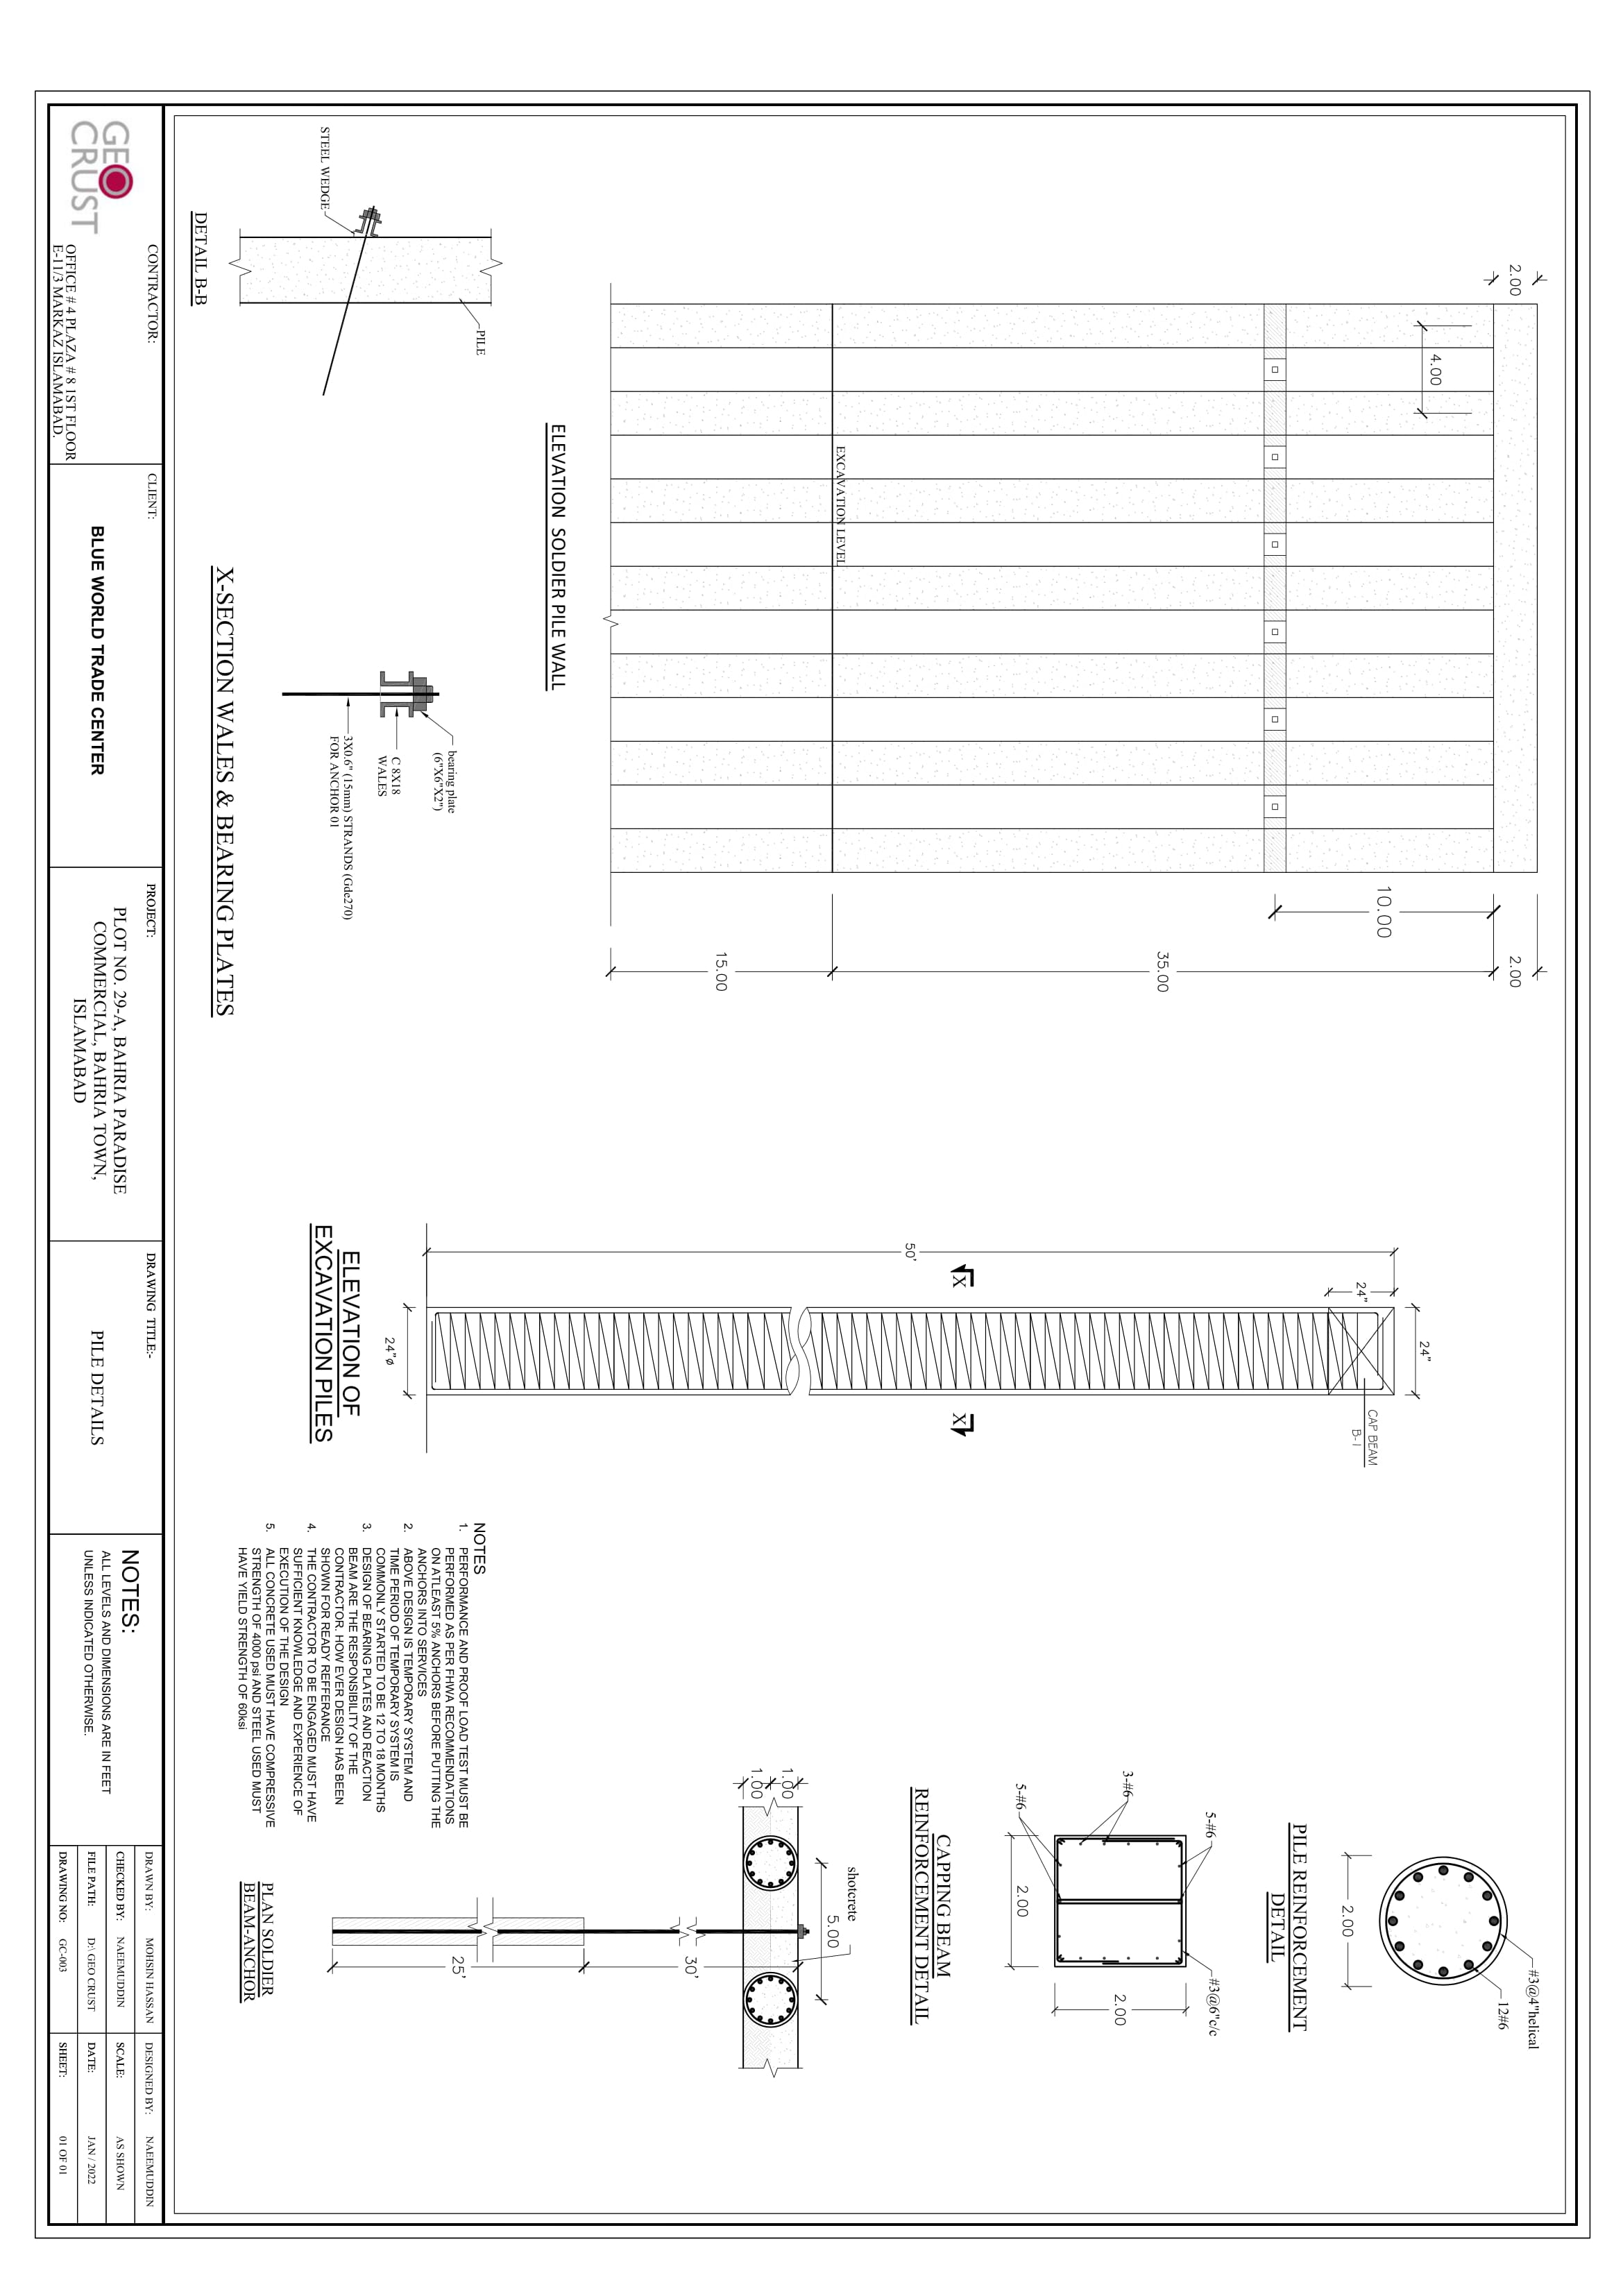 2.00
4.00
10.00
2.00
35.00
15.00
EXCAVATION LEVEL
ELEVATION SOLDIER PILE WALL
STEEL WEDGE
PILE
DETAIL B-B
bearing plate
(6"X6"X2")
C 8X18
WALES
3X0.6" (15mm) STRANDS (Gde270)
FOR ANCHOR 01
X-SECTION WALES & BEARING PLATES
24"
24"
CAP BEAM
B-1
50'
X
X
24"ø
ELEVATION OF
EXCAVATION PILES
#3@4"helical
12#6
2.00
PILE REINFORCEMENT
DETAIL
5-#6
#3@6"c/c
3-#6
5-#6
2.00
2.00
CAPPING BEAM
REINFORCEMENT DETAIL
shotcrete
5.00
1.00
1.00
30'
25'
PLAN SOLDIER
BEAM-ANCHOR
NOTES
1. PERFORMANCE AND PROOF LOAD TEST MUST BE
PERFORMED AS PER FHWA RECOMMENDATIONS
ON ATLEAST 5% ANCHORS BEFORE PUTTING THE
ANCHORS INTO SERVICES
2. ABOVE DESIGN IS TEMPORARY SYSTEM AND
TIME PERIOD OF TEMPORARY SYSTEM IS
COMMONLY STARTED TO BE 12 TO 18 MONTHS
3. DESIGN OF BEARING PLATES AND REACTION
BEAM ARE THE RESPONSIBILITY OF THE
CONTRACTOR. HOW EVER DESIGN HAS BEEN
SHOWN FOR READY REFFERANCE
4. THE CONTRACTOR TO BE ENGAGED MUST HAVE
SUFFICIENT KNOWLEDGE AND EXPERIENCE OF
EXECUTION OF THE DESIGN
5. ALL CONCRETE USED MUST HAVE COMPRESSIVE
STRENGTH OF 4000 psi AND STEEL USED MUST
HAVE YIELD STRENGTH OF 60ksi
GEO
CRUST
CONTRACTOR:
OFFICE # 4 PLAZA # 8 1ST FLOOR
E-11/3 MARKAZ ISLAMABAD.
CLIENT:
BLUE WORLD TRADE CENTER
PROJECT:
PLOT NO. 29-A, BAHRIA PARADISE
COMMERCIAL, BAHRIA TOWN,
ISLAMABAD
DRAWING TITLE:-
PILE DETAILS
NOTES:
ALL LEVELS AND DIMENSIONS ARE IN FEET
UNLESS INDICATED OTHERWISE.
DRAWN BY: MOHSIN HASSAN DESIGNED BY: NAEEMUDDIN
CHECKED BY: NAEEMUDDIN SCALE: AS SHOWN
FILE PATH: D:\ GEO CRUST DATE: JAN / 2022
DRAWING NO: GC-003 SHEET: 01 OF 01